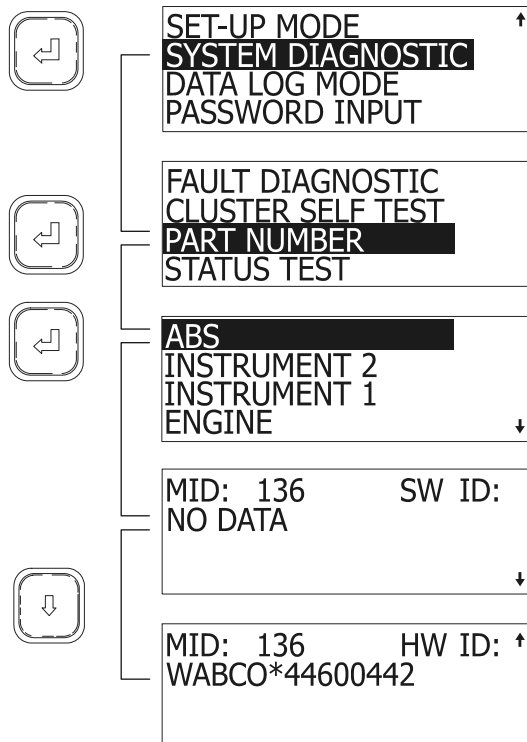 SET-UP MODE
SYSTEM DIAGNOSTIC
DATA LOG MODE
PASSWORD INPUT
FAULT DIAGNOSTIC
CLUSTER SELF TEST
PART NUMBER
STATUS TEST
ABS
INSTRUMENT 2
INSTRUMENT 1
ENGINE
MID: 136 SW ID:
NO DATA
MID: 136 HW ID:
WABCO*44600442